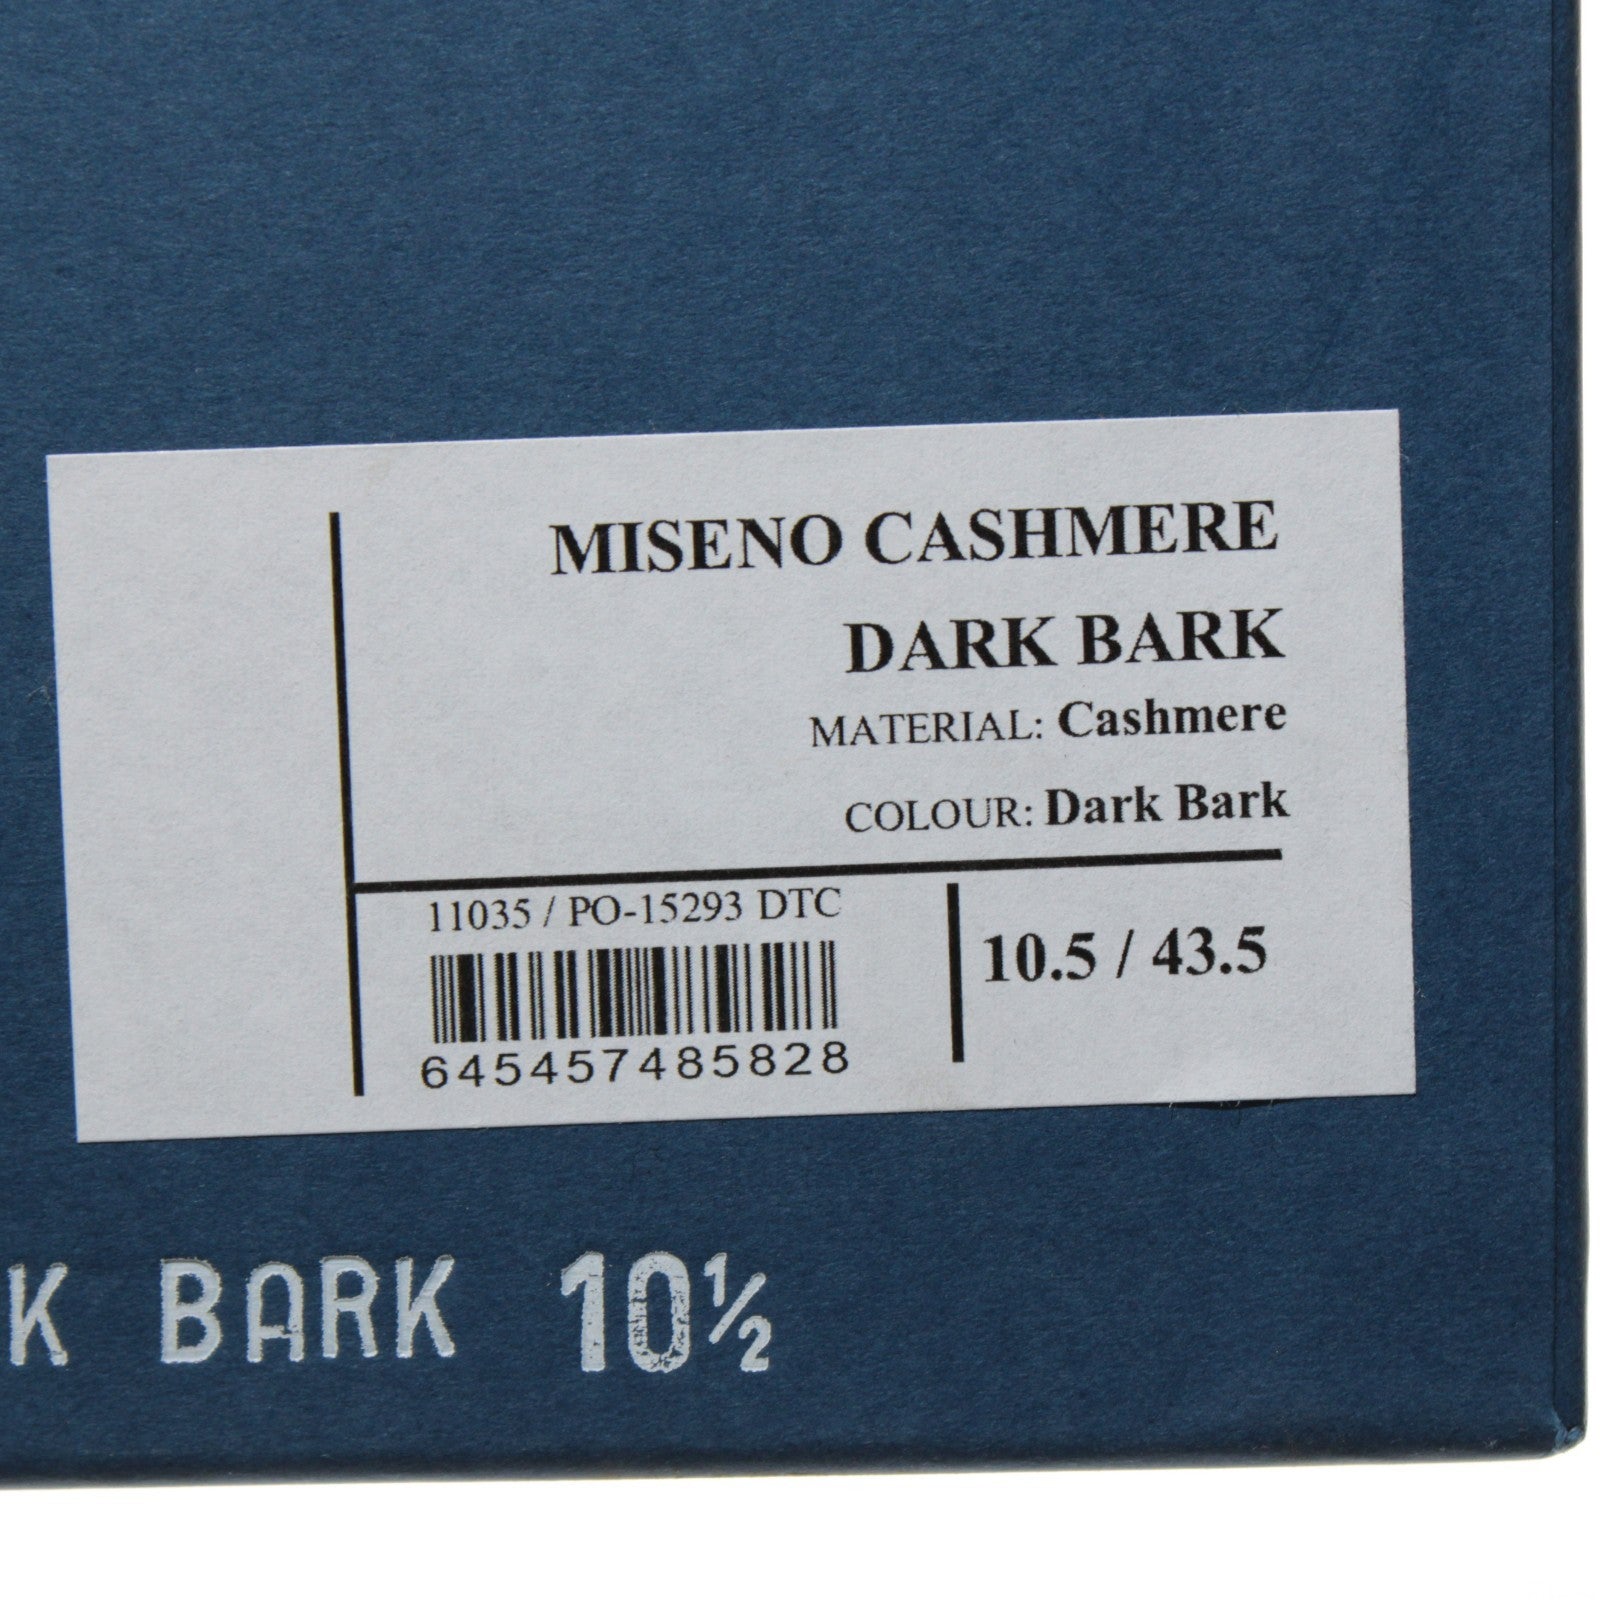 MISENO CASHMERE
DARK BARK
MATERIAL: Cashmere
COLOUR: Dark Bark
11035 / PO-15293 DTC
645457485828
10.5 / 43.5
K BARK 10½